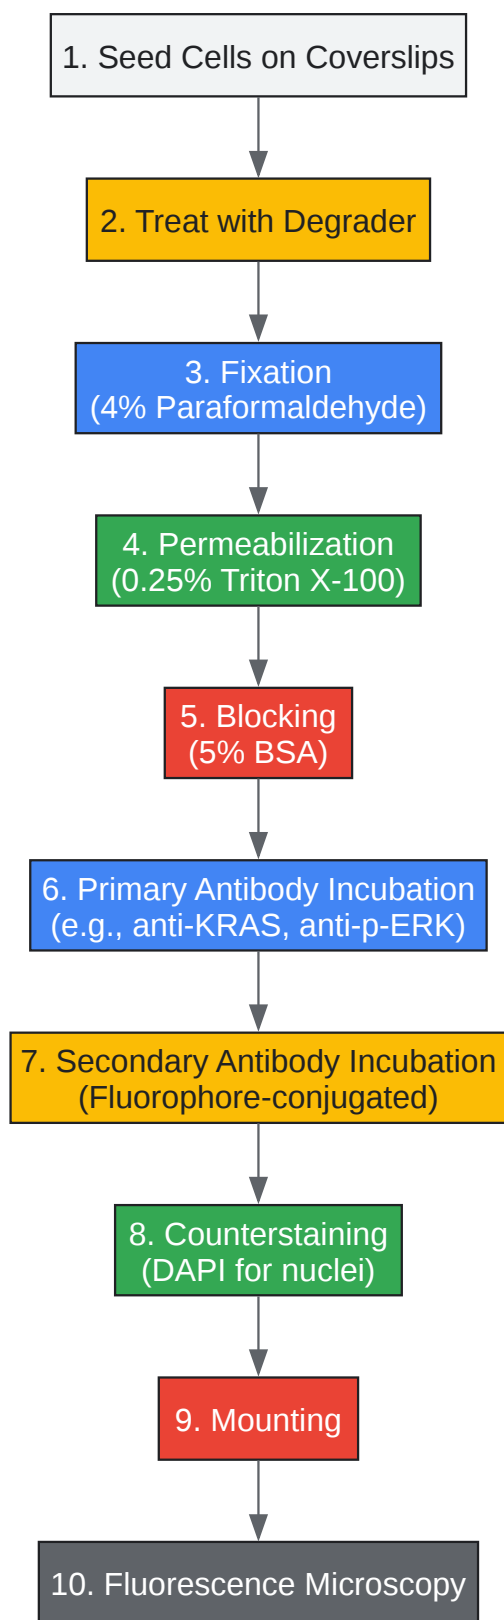 1. Seed Cells on Coverslips
2. Treat with Degrader
3. Fixation
(4% Paraformaldehyde)
4. Permeabilization
(0.25% Triton X-100)
5. Blocking
(5% BSA)
6. Primary Antibody Incubation
(e.g., anti-KRAS, anti-p-ERK)
7. Secondary Antibody Incubation
(Fluorophore-conjugated)
8. Counterstaining
(DAPI for nuclei)
9. Mounting
10. Fluorescence Microscopy